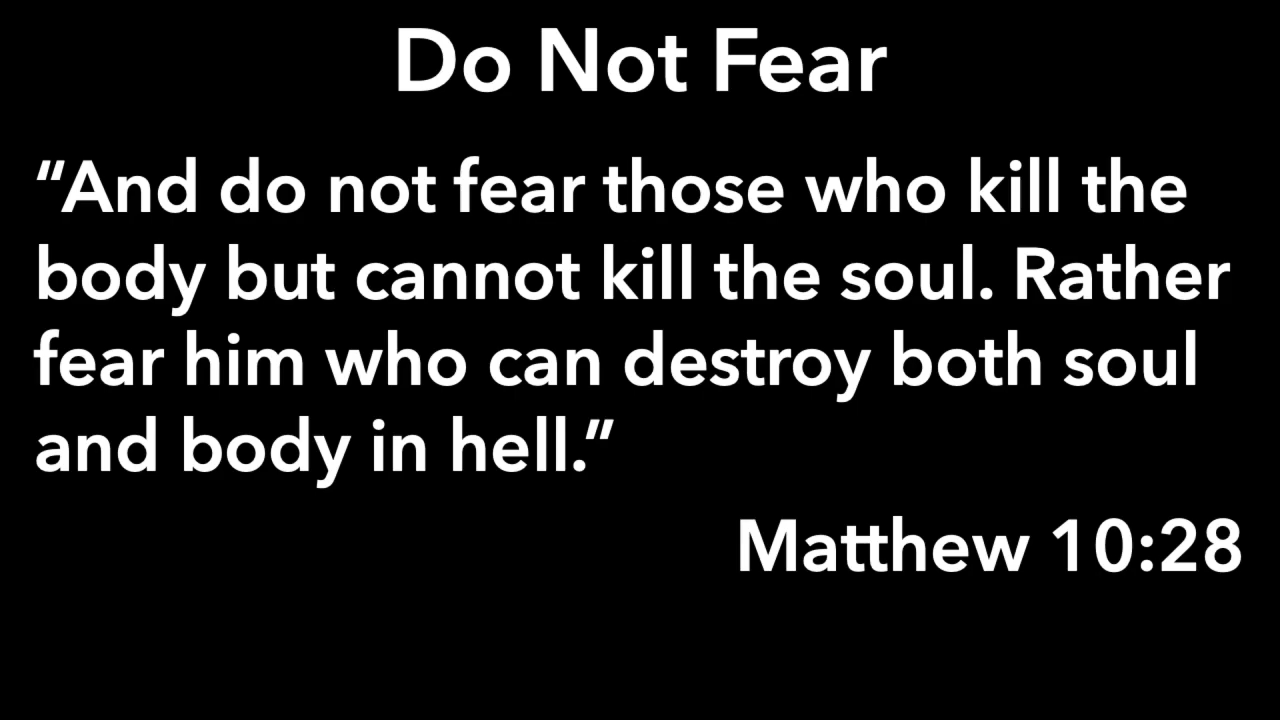 Do Not Fear
“And do not fear those who kill the
body but cannot kill the soul. Rather
fear him who can destroy both soul
and body in hell.”
Matthew 10:28